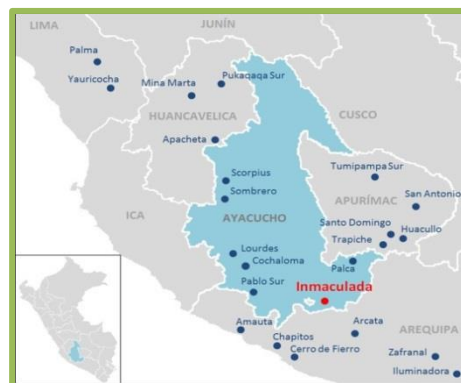 LIMA
JUNÍN
Palma
Yauricocha
Mina Marta
Pukaqaqa Sur
HUANCAVELICA
CUSCO
Apacheta
Tumipampa Sur
Scorpius
Sombrero
APURÍMAC
San Antonio
ICA
AYACUCHO
Santo Domingo
Huacullo
Trapiche
Lourdes
Cochaloma
Palca
Pablo Sur
Inmaculada
Amauta
Arcata
AREQUIPA
Chapitos
Cerro de Fierro
Zafranal
Iluminadora